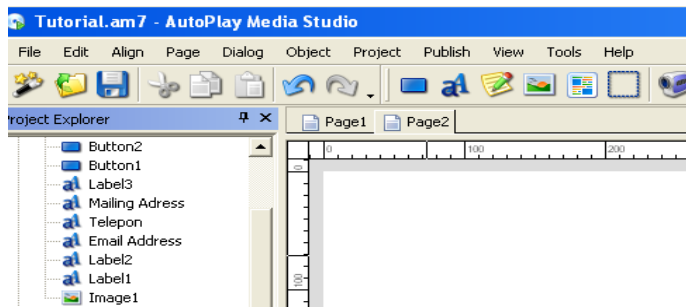 Tutorial.am7 - AutoPlay Media Studio
File Edit Align Page Dialog Object Project Publish View Tools Help
Project Explorer
Page1 Page2
Button2
Button1
Label3
Mailing Adress
Telepon
Email Address
Label2
Label1
Image1
0 100 200
0
100